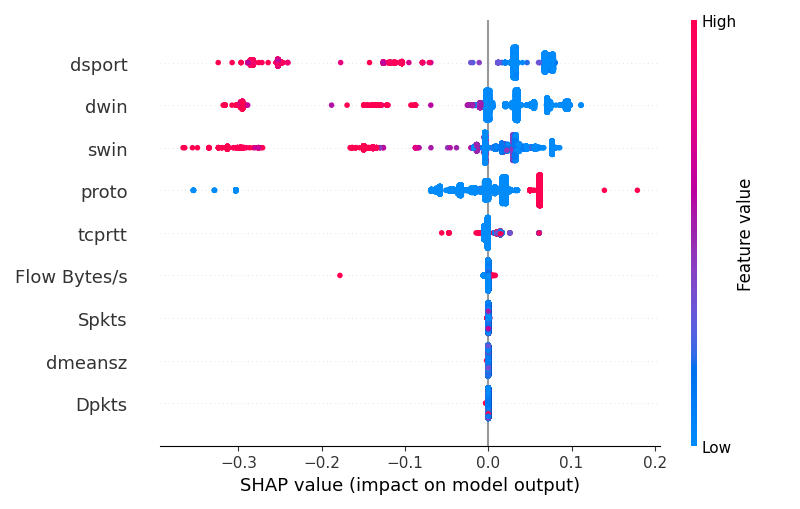 High
dsport
dwin
swin
proto
tcprtt
Flow Bytes/s
Spkts
dmeansz
Dpkts
Feature value
Low
−0.3 −0.2 −0.1 0.0 0.1 0.2
SHAP value (impact on model output)